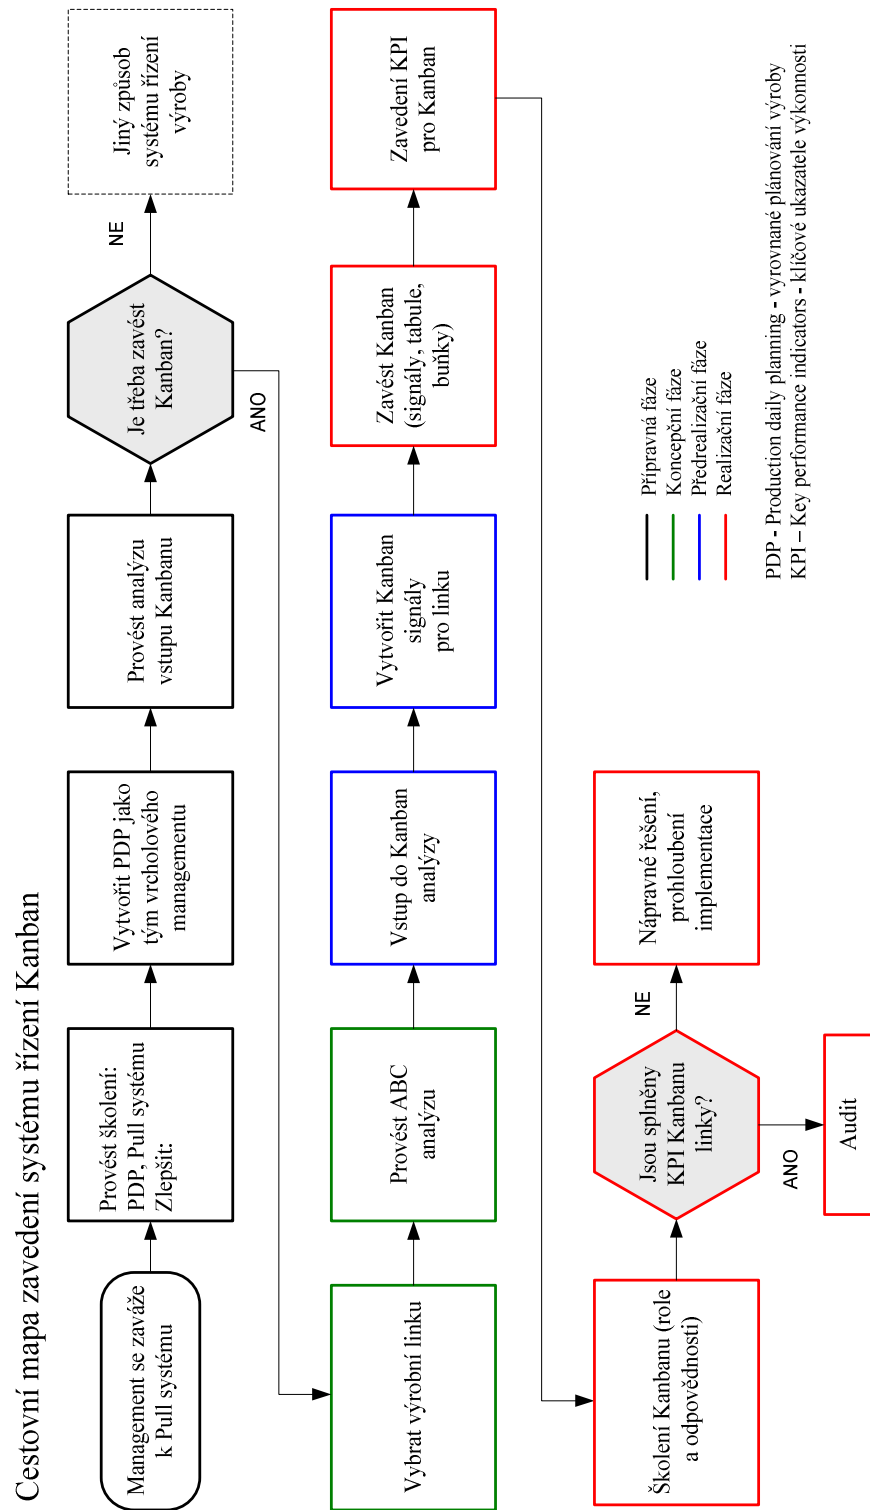 Cestovní mapa zavedení systému řízení Kanban
Management se zaváže
k Pull systému
Provést školení:
PDP, Pull systému
Zlepšit:
Vytvořit PDP jako
tým vrcholového
managementu
Provést analýzu
vstupu Kanbanu
Je třeba zavést
Kanban?
NE
Jiný způsob
systému řízení
výroby
ANO
Vybrat výrobní linku
Provést ABC
analýzu
Vstup do Kanban
analýzy
Vytvořit Kanban
signály
pro linku
Zavést Kanban
(signály, tabule,
buňky)
Zavedení KPI
pro Kanban
Školení Kanbanu (role
a odpovědnosti)
Jsou splněny
KPI Kanbanu
linky?
NE
Nápravné řešení,
prohloubení
implementace
ANO
Audit
Přípravná fáze
Koncepční fáze
Předrealizační fáze
Realizační fáze
PDP - Production daily planning - vyrovnané plánování výroby
KPI – Key performance indicators - klíčové ukazatele výkonnosti